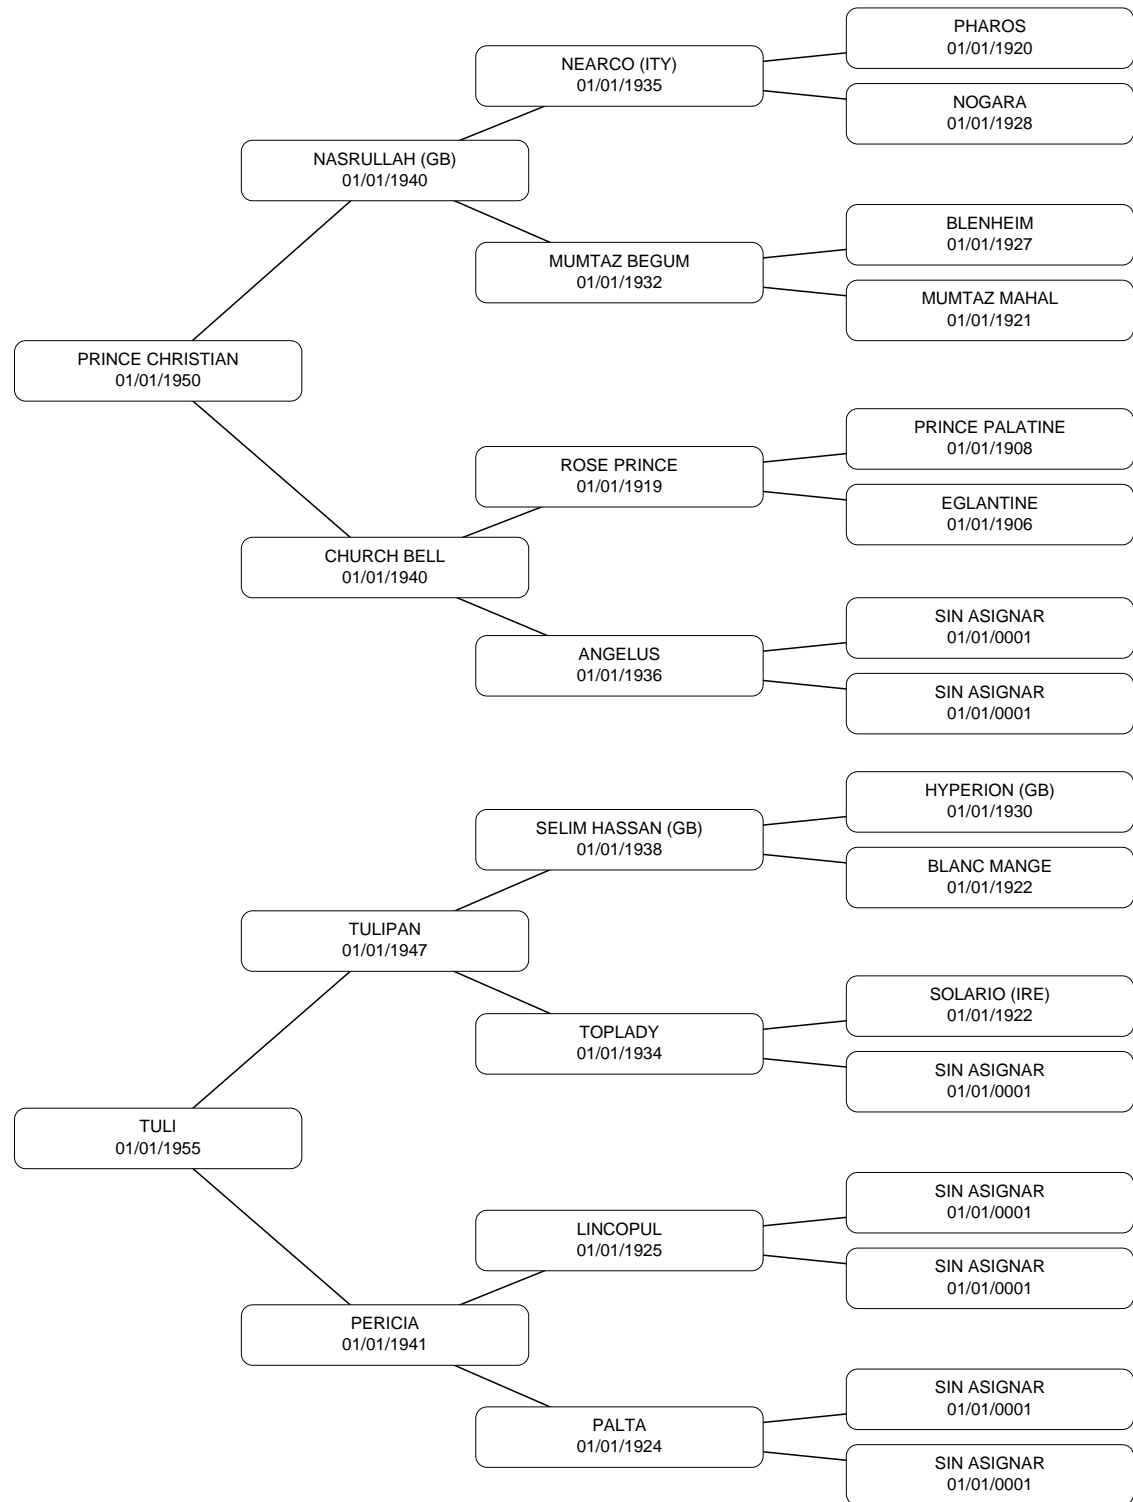 PHAROS
01/01/1920
NEARCO (ITY)
01/01/1935
NOGARA
01/01/1928
NASRULLAH (GB)
01/01/1940
BLENHEIM
01/01/1927
MUMTAZ BEGUM
01/01/1932
MUMTAZ MAHAL
01/01/1921
PRINCE CHRISTIAN
01/01/1950
PRINCE PALATINE
01/01/1908
ROSE PRINCE
01/01/1919
EGLANTINE
01/01/1906
CHURCH BELL
01/01/1940
SIN ASIGNAR
01/01/0001
ANGELUS
01/01/1936
SIN ASIGNAR
01/01/0001
HYPERION (GB)
01/01/1930
SELIM HASSAN (GB)
01/01/1938
BLANC MANGE
01/01/1922
TULIPAN
01/01/1947
SOLARIO (IRE)
01/01/1922
TOPLADY
01/01/1934
SIN ASIGNAR
01/01/0001
TULI
01/01/1955
SIN ASIGNAR
01/01/0001
LINCOPUL
01/01/1925
SIN ASIGNAR
01/01/0001
PERICIA
01/01/1941
SIN ASIGNAR
01/01/0001
PALTA
01/01/1924
SIN ASIGNAR
01/01/0001